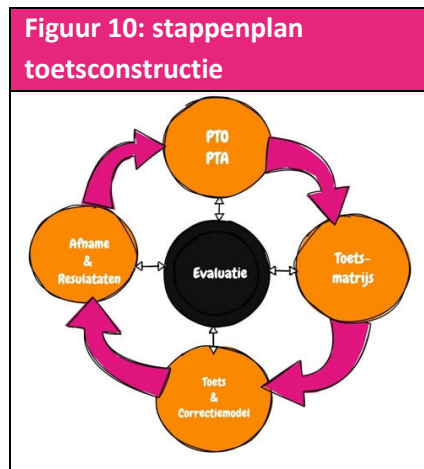 Figuur 10: stappenplan
toetsconstructie
PTO
PTA
Toets-
matrijs
Toets
&
Correctiemodel
Afname
&
Resulataten
Evaluatie